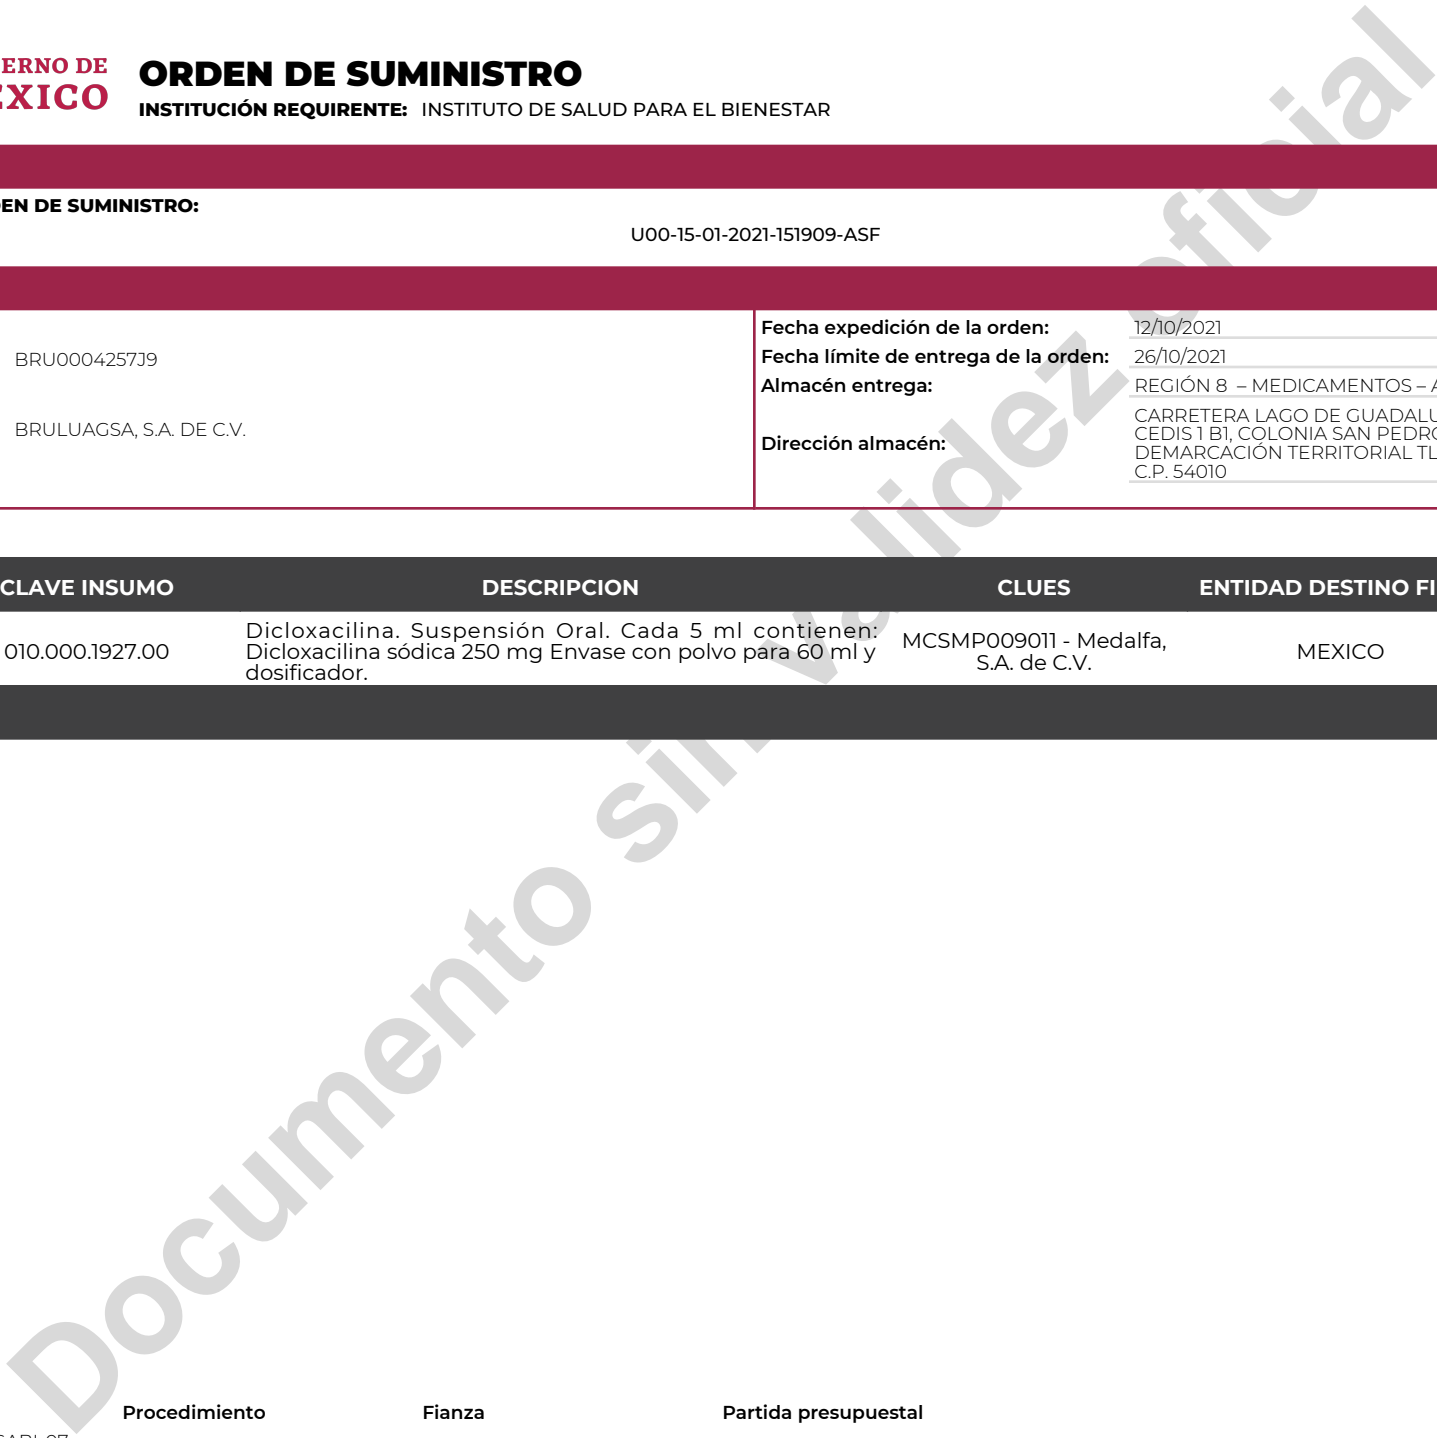 ERNO DE
ÉXICO
ORDEN DE SUMINISTRO
INSTITUCIÓN REQUIRENTE: INSTITUTO DE SALUD PARA EL BIENESTAR
EN DE SUMINISTRO:
U00-15-01-2021-151909-ASF
BRU0004257J9
BRULUAGSA, S.A. DE C.V.
Fecha expedición de la orden: 12/10/2021
Fecha límite de entrega de la orden: 26/10/2021
Almacén entrega: REGIÓN 8 – MEDICAMENTOS – A
Dirección almacén:
CARRETERA LAGO DE GUADALU
CEDIS 1 B1, COLONIA SAN PEDRO
DEMARCACIÓN TERRITORIAL TL
C.P. 54010
CLAVE INSUMO DESCRIPCION CLUES ENTIDAD DESTINO FI
010.000.1927.00
Dicloxacilina. Suspensión Oral. Cada 5 ml contienen:
Dicloxacilina sódica 250 mg Envase con polvo para 60 ml y
dosificador.
MCSMP009011 - Medalfa,
S.A. de C.V.
MEXICO
Documento sin validez oficial
Procedimiento Fianza Partida presupuestal